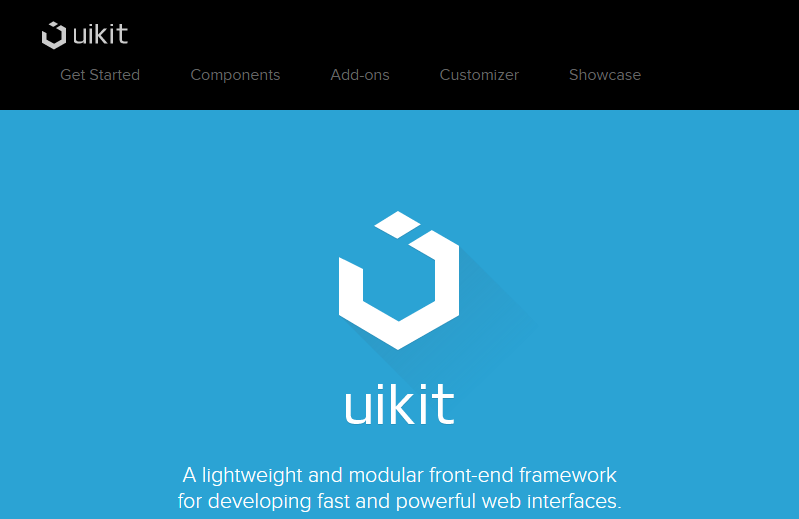 uikit
Get Started Components Add-ons Customizer Showcase
uikit
A lightweight and modular front-end framework
for developing fast and powerful web interfaces.